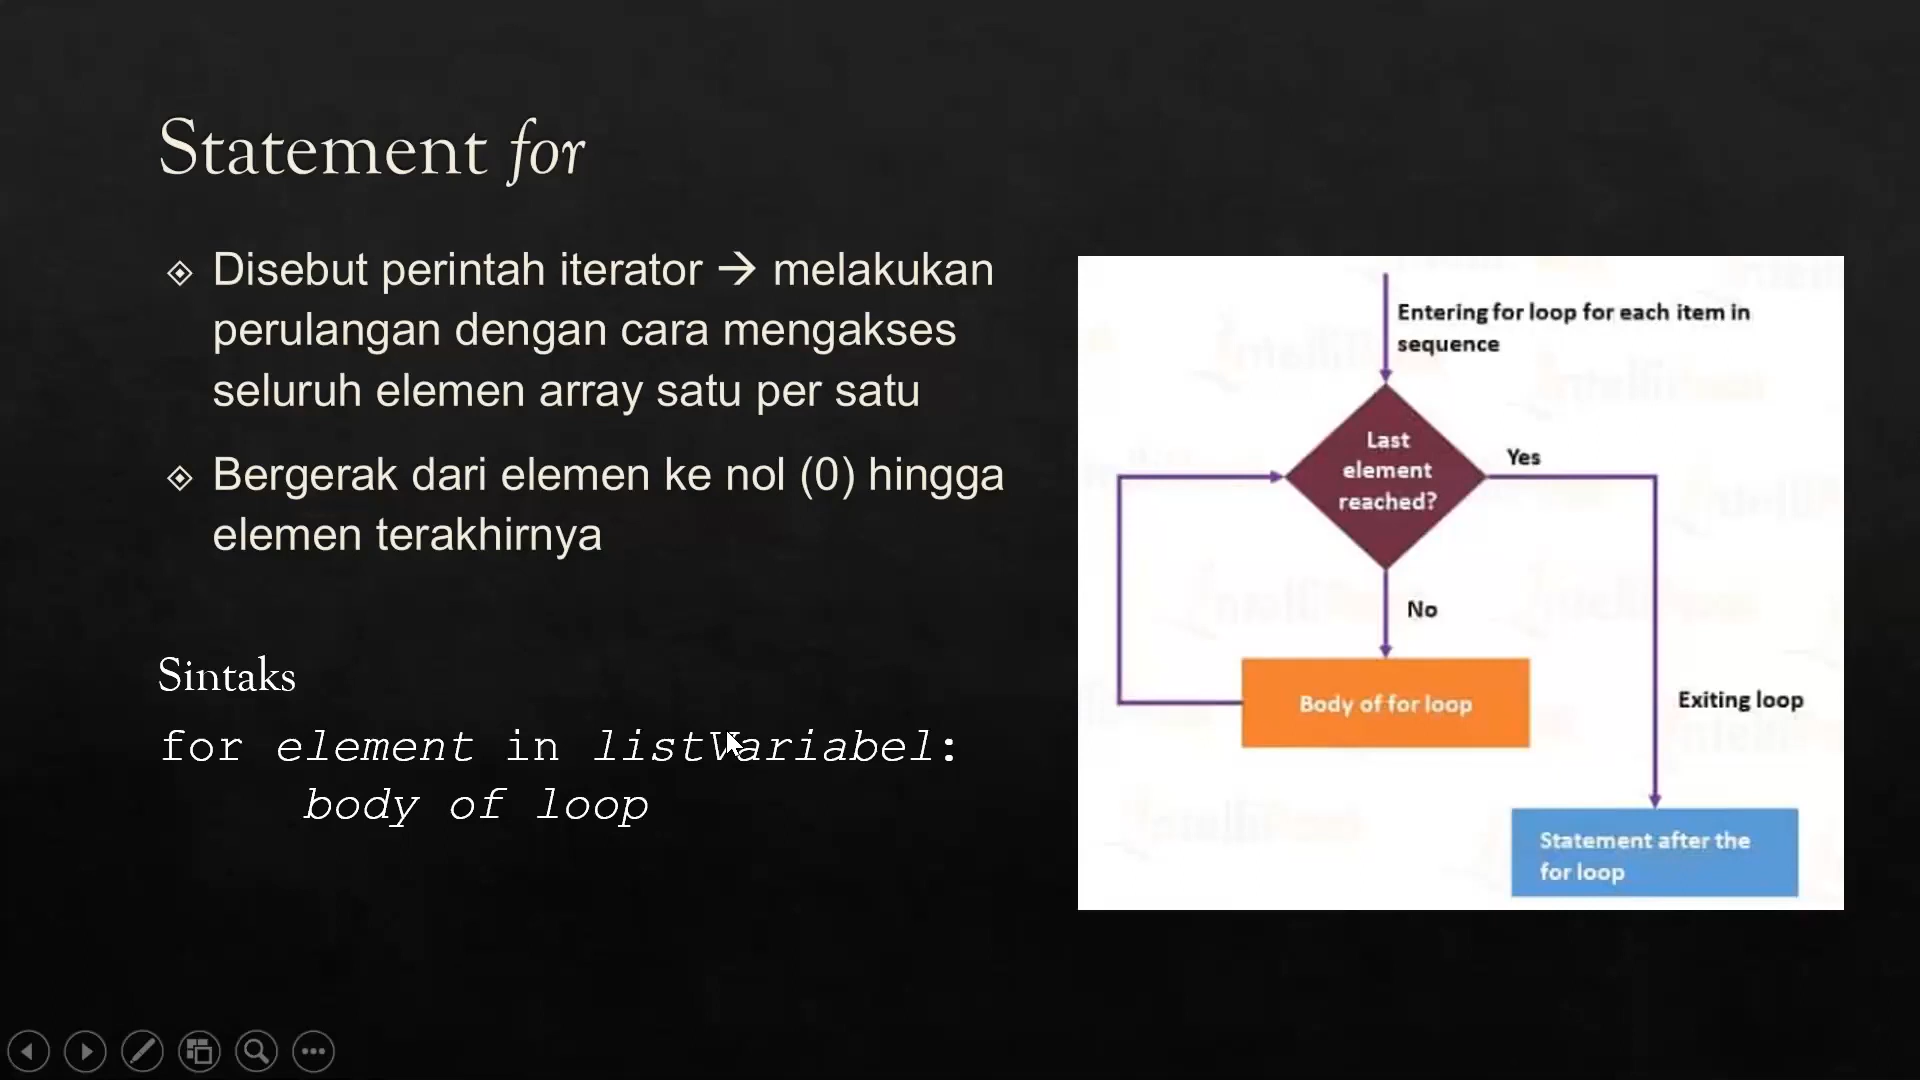 Statement for
Disebut perintah iterator → melakukan
perulangan dengan cara mengakses
seluruh elemen array satu per satu
Bergerak dari elemen ke nol (0) hingga
elemen terakhirnya
Sintaks
for element in listVariabel:
body of loop
Entering for loop for each item in
sequence
Last
element
reached?
Yes
No
Body of for loop
Exiting loop
Statement after the
for loop